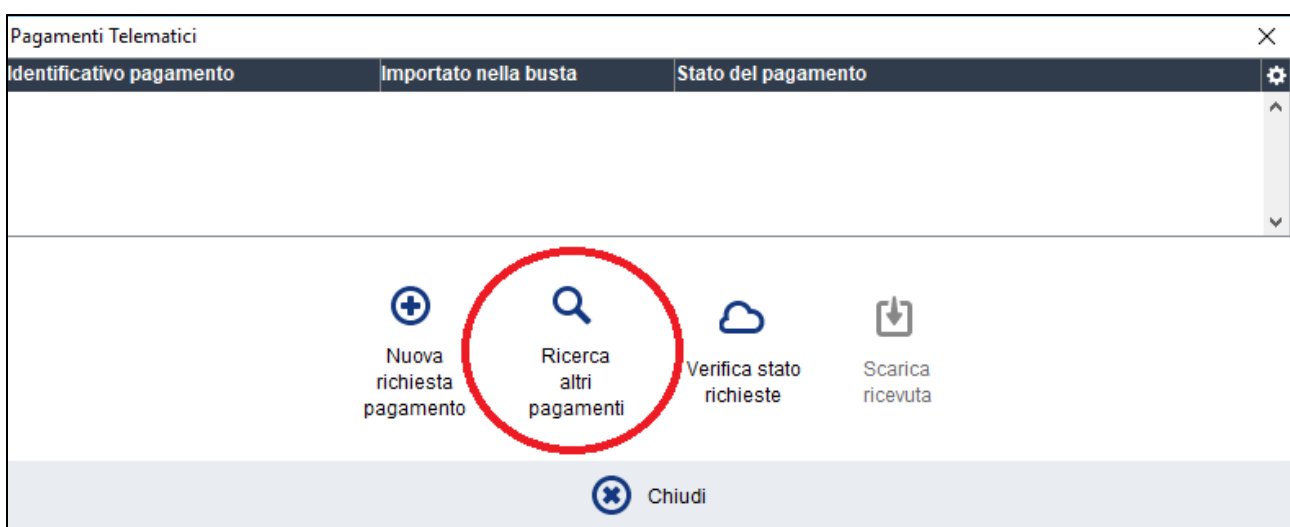 Pagamenti Telematici
Identificativo pagamento Importato nella busta Stato del pagamento
Nuova
richiesta
pagamento
Ricerca
altri
pagamenti
Verifica stato
richieste
Scarica
ricevuta
Chiudi